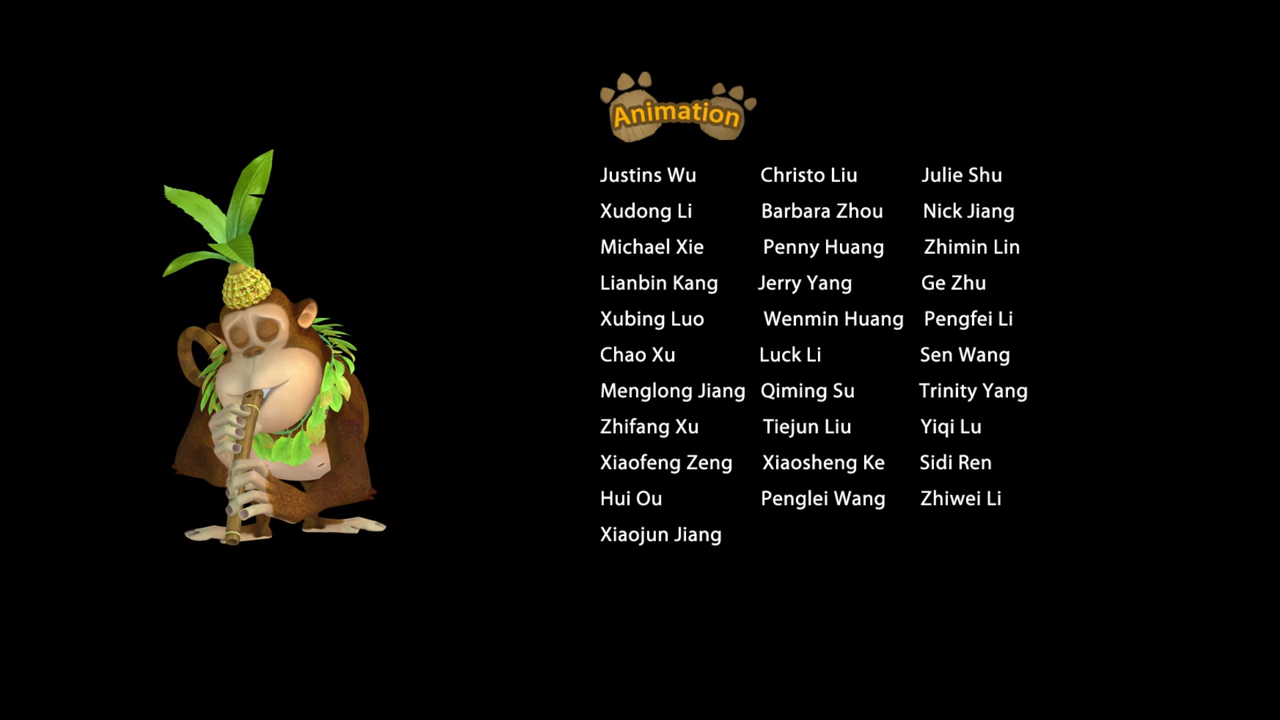 Animation
Justins Wu Christo Liu Julie Shu
Xudong Li Barbara Zhou Nick Jiang
Michael Xie Penny Huang Zhimin Lin
Lianbin Kang Jerry Yang Ge Zhu
Xubing Luo Wenmin Huang Pengfei Li
Chao Xu Luck Li Sen Wang
Menglong Jiang Qiming Su Trinity Yang
Zhifang Xu Tiejun Liu Yiqi Lu
Xiaofeng Zeng Xiaosheng Ke Sidi Ren
Hui Ou Penglei Wang Zhiwei Li
Xiaojun Jiang